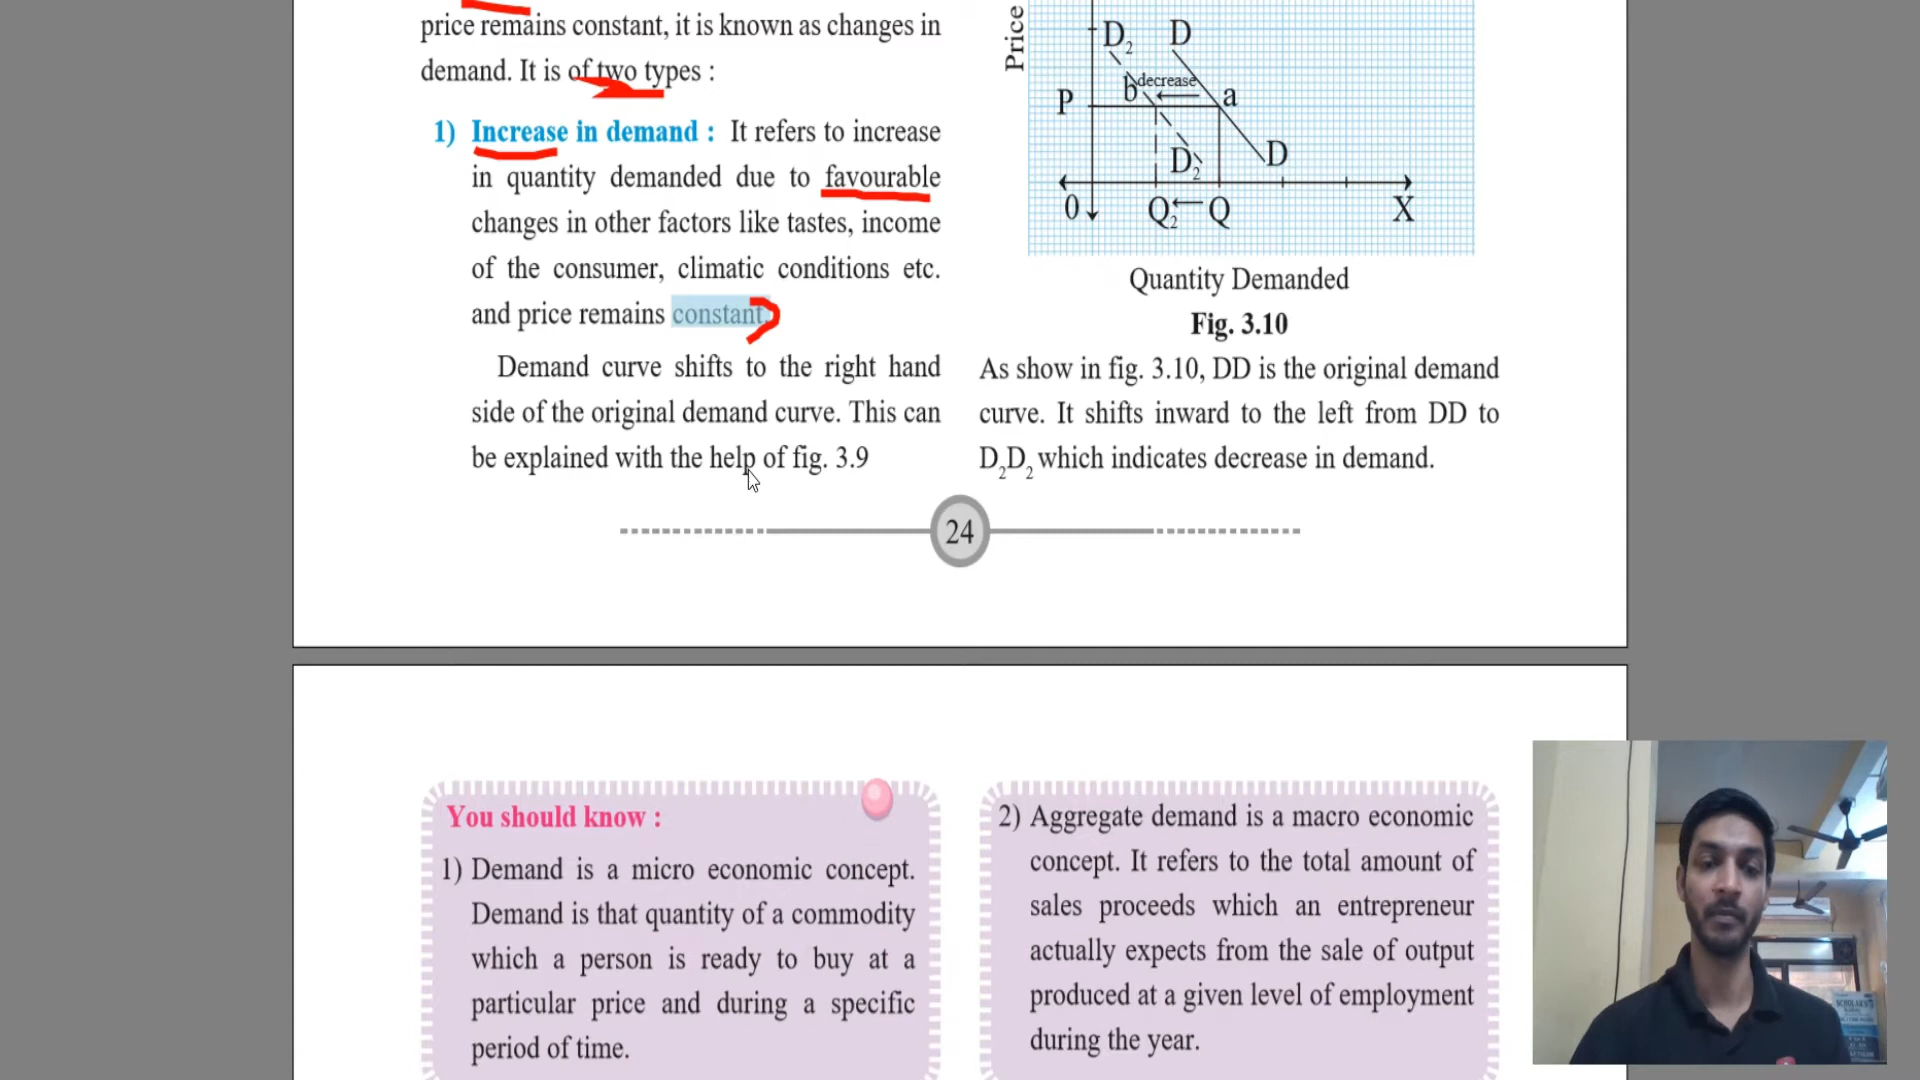 price remains constant, it is known as changes in
demand. It is of two types :
1) Increase in demand : It refers to increase
in quantity demanded due to favourable
changes in other factors like tastes, income
of the consumer, climatic conditions etc.
and price remains constant.
Demand curve shifts to the right hand
side of the original demand curve. This can
be explained with the help of fig. 3.9
Price
D₂ D
decrease
P b a
D₂ D
0 Q₂ Q X
Quantity Demanded
Fig. 3.10
As show in fig. 3.10, DD is the original demand
curve. It shifts inward to the left from DD to
D₂D₂ which indicates decrease in demand.
24
You should know :
1) Demand is a micro economic concept.
Demand is that quantity of a commodity
which a person is ready to buy at a
particular price and during a specific
period of time.
2) Aggregate demand is a macro economic
concept. It refers to the total amount of
sales proceeds which an entrepreneur
actually expects from the sale of output
produced at a given level of employment
during the year.